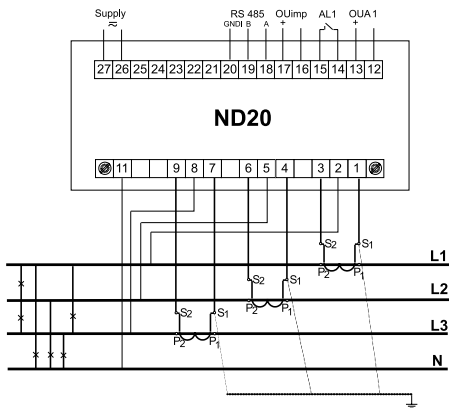 Supply RS 485 OUimp AL1 OUA 1
≂ GNDI B A + +
27 26 25 24 23 22 21 20 19 18 17 16 15 14 13 12
ND20
11 9 8 7 6 5 4 3 2 1
S2 S1
P2 P1
L1
S2 S1
P2 P1
L2
S2 S1
P2 P1
L3
N